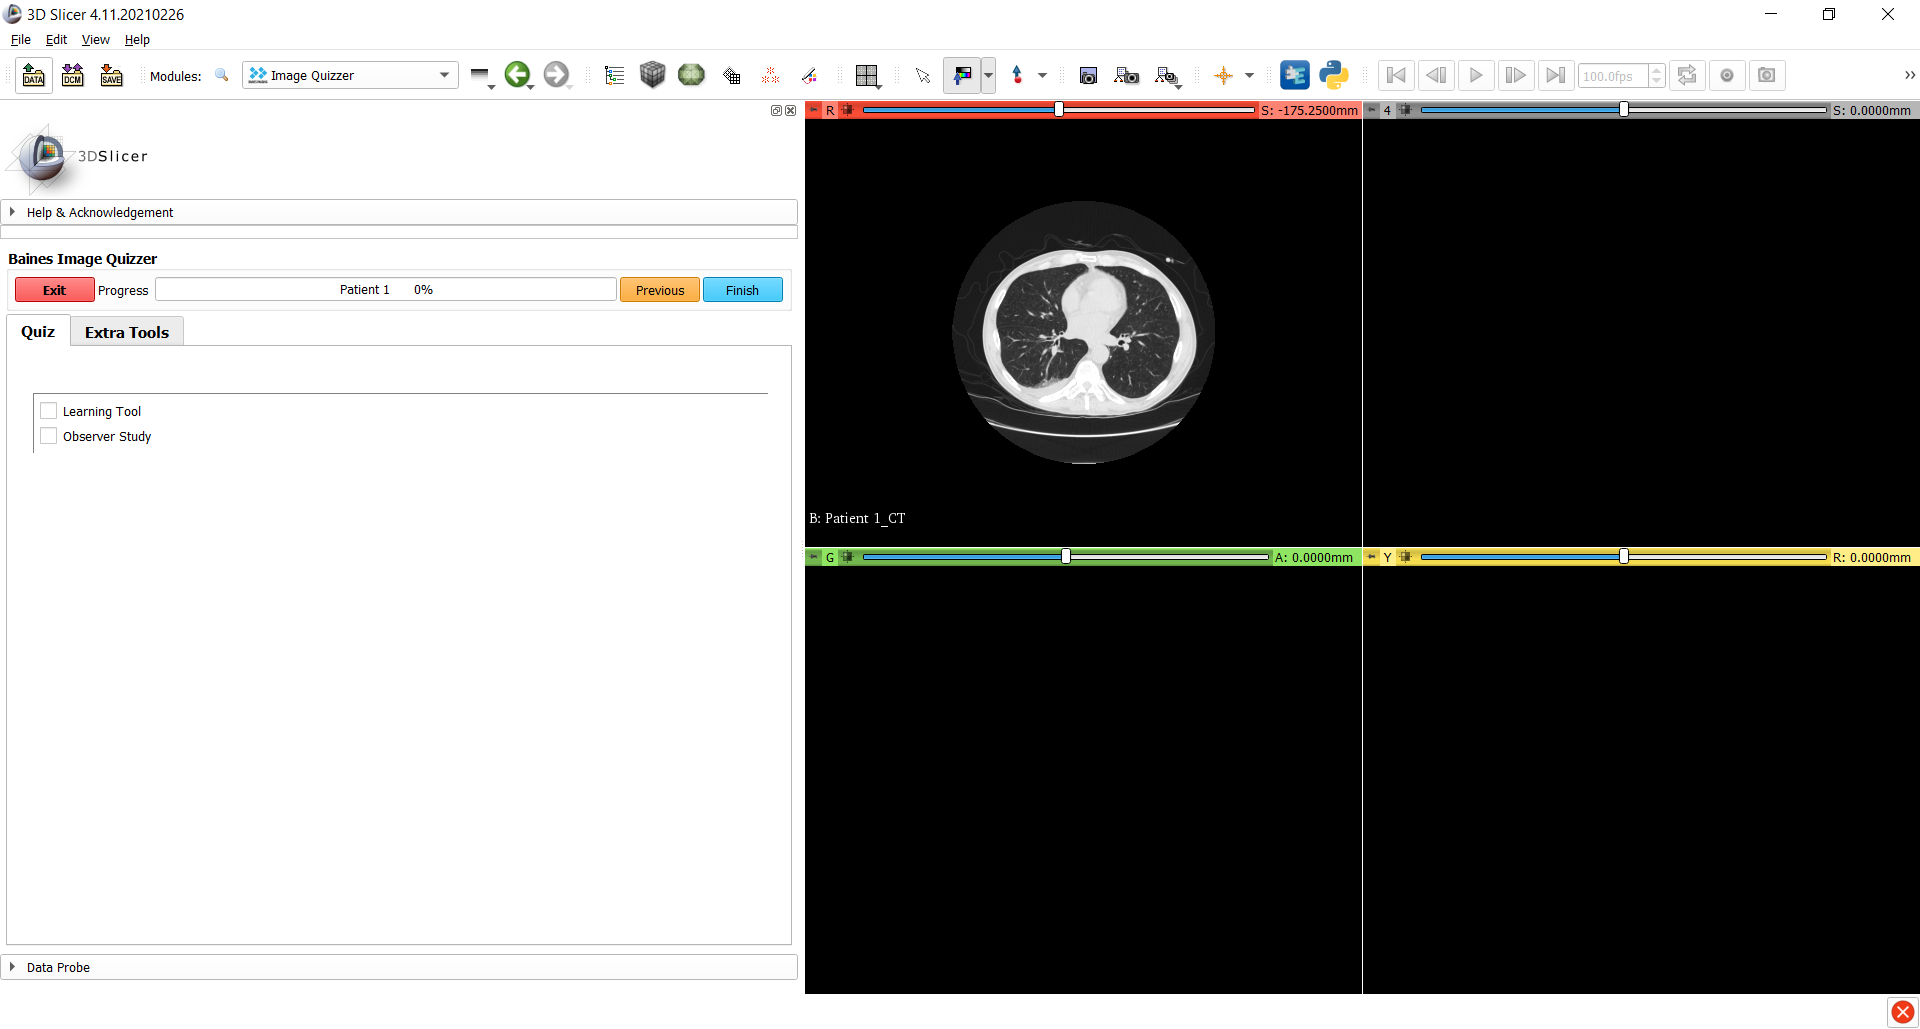 3D Slicer 4.11.20210226
File Edit View Help
DATA DCM SAVE Modules: Image Quizzer 100.0fps »
R S: -175.2500mm 4 S: 0.0000mm
3DSlicer
Help & Acknowledgement
Baines Image Quizzer
Exit Progress Patient 1 0% Previous Finish
Quiz Extra Tools
Learning Tool
Observer Study
B: Patient 1_CT
G A: 0.0000mm Y R: 0.0000mm
Data Probe